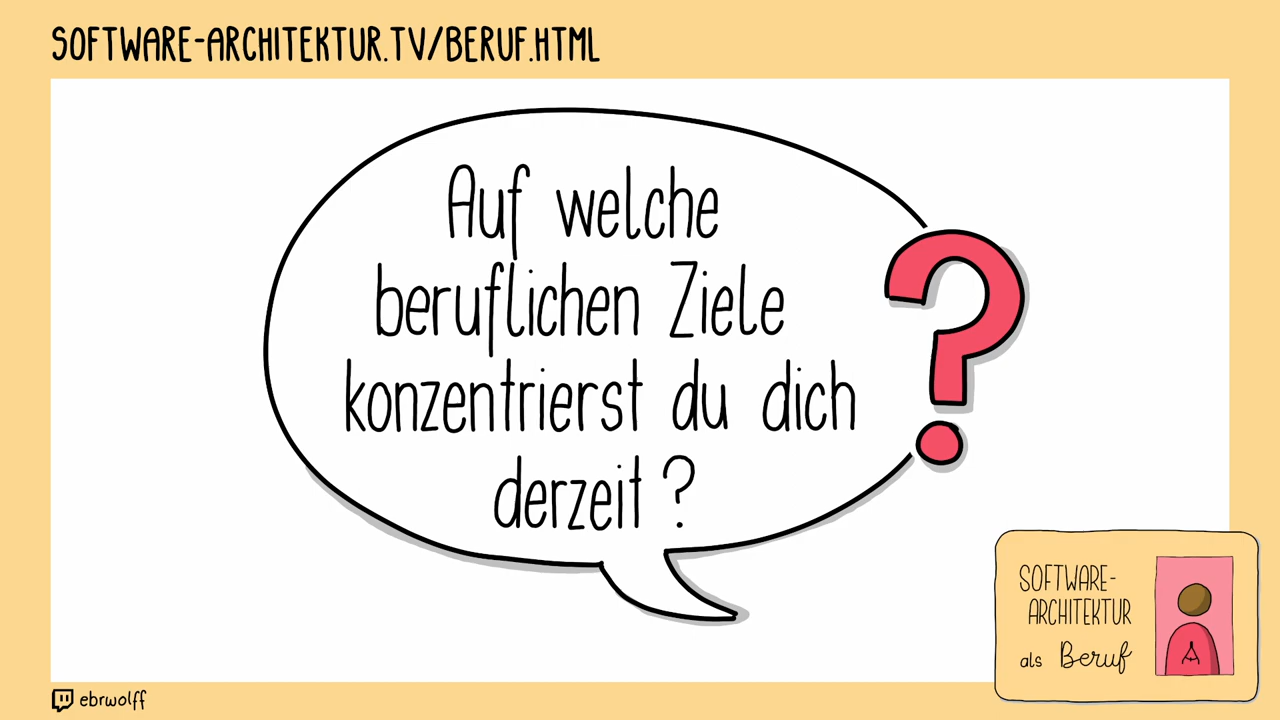 SOFTWARE-ARCHITEKTUR.TV/BERUF.HTML
Auf welche
beruflichen Ziele
konzentrierst du dich
derzeit ?
SOFTWARE-
ARCHITEKTUR
als Beruf
ebrwolff